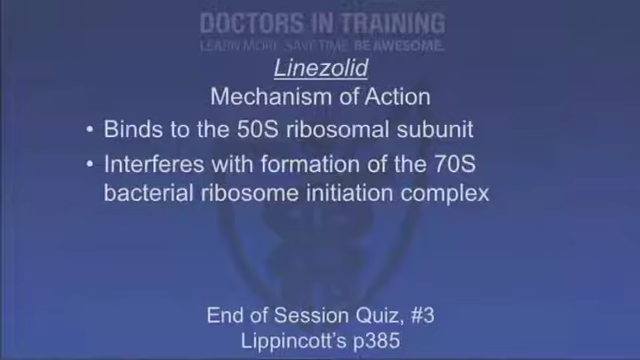 DOCTORS IN TRAINING
LEARN MORE. SAVE TIME. BE AWESOME.
Linezolid
Mechanism of Action
• Binds to the 50S ribosomal subunit
• Interferes with formation of the 70S
bacterial ribosome initiation complex
End of Session Quiz, #3
Lippincott's p385